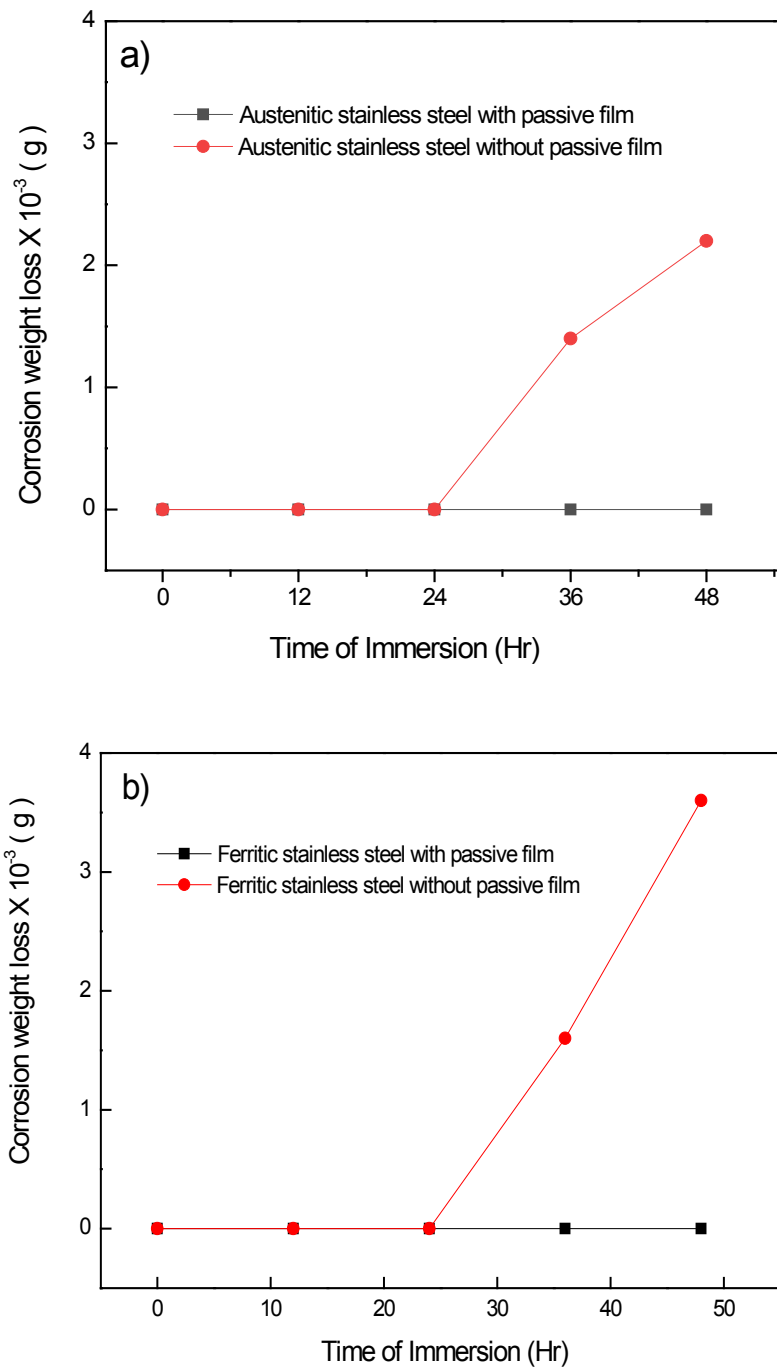 a)
Austenitic stainless steel with passive film
Austenitic stainless steel without passive film
Corrosion weight loss X 10⁻³ ( g )
4
3
2
1
0
0 12 24 36 48
Time of Immersion (Hr)
b)
Ferritic stainless steel with passive film
Ferritic stainless steel without passive film
Corrosion weight loss X 10⁻³ ( g )
4
3
2
1
0
0 10 20 30 40 50
Time of Immersion (Hr)